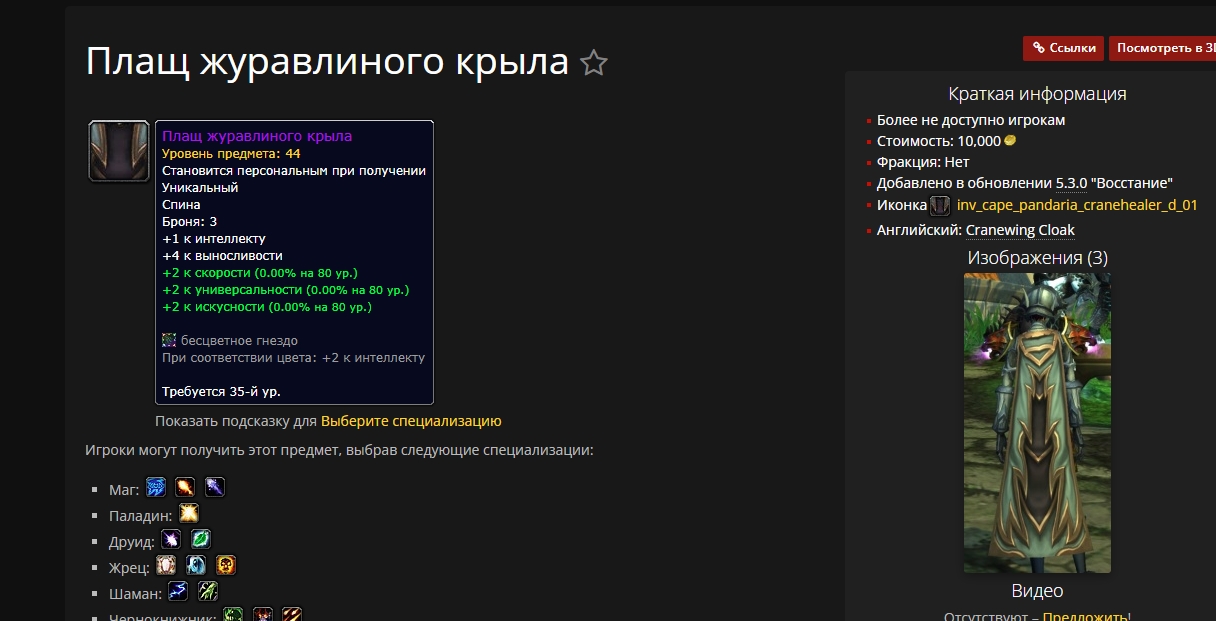 Плащ журавлиного крыла
Ссылки
Посмотреть в 3
Плащ журавлиного крыла
Уровень предмета: 44
Становится персональным при получении
Уникальный
Спина
Броня: 3
+1 к интеллекту
+4 к выносливости
+2 к скорости (0.00% на 80 ур.)
+2 к универсальности (0.00% на 80 ур.)
+2 к искусности (0.00% на 80 ур.)
бесцветное гнездо
При соответствии цвета: +2 к интеллекту
Требуется 35-й ур.
Показать подсказку для Выберите специализацию
Игроки могут получить этот предмет, выбрав следующие специализации:
Маг:
Паладин:
Друид:
Жрец:
Шаман:
Чернокнижник:
Краткая информация
Более не доступно игрокам
Стоимость: 10,000
Фракция: Нет
Добавлено в обновлении 5.3.0 "Восстание"
Иконка inv_cape_pandaria_cranehealer_d_01
Английский: Cranewing Cloak
Изображения (3)
Видео
Отсутствуют – Предложить!